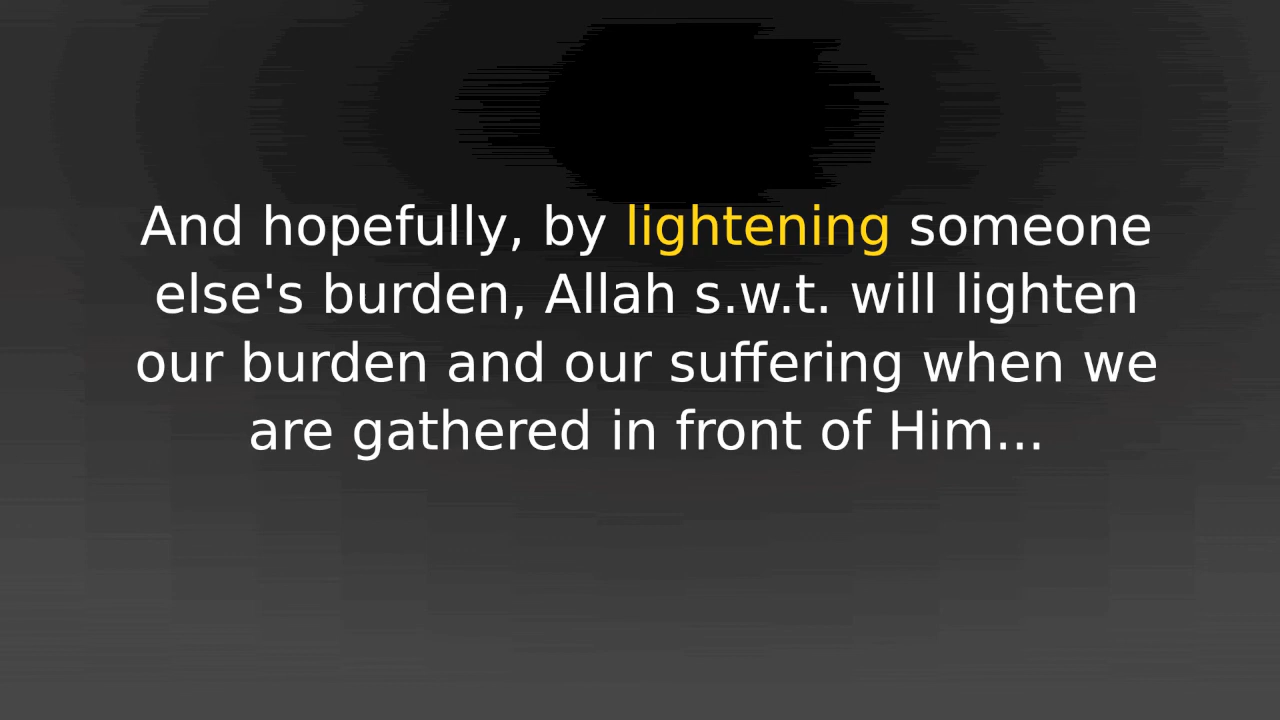 And hopefully, by lightening someone
else's burden, Allah s.w.t. will lighten
our burden and our suffering when we
are gathered in front of Him...